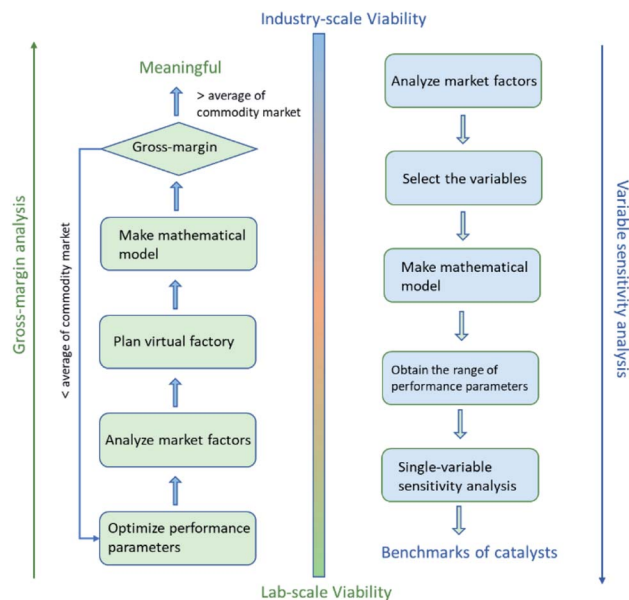 Industry-scale Viability
Meaningful
> average of
commodity market
Gross-margin
Make mathematical
model
Plan virtual factory
Analyze market factors
Optimize performance
parameters
Gross-margin analysis
< average of commodity market
Analyze market factors
Select the variables
Make mathematical
model
Obtain the range of
performance parameters
Single-variable
sensitivity analysis
Benchmarks of catalysts
Variable sensitivity analysis
Lab-scale Viability